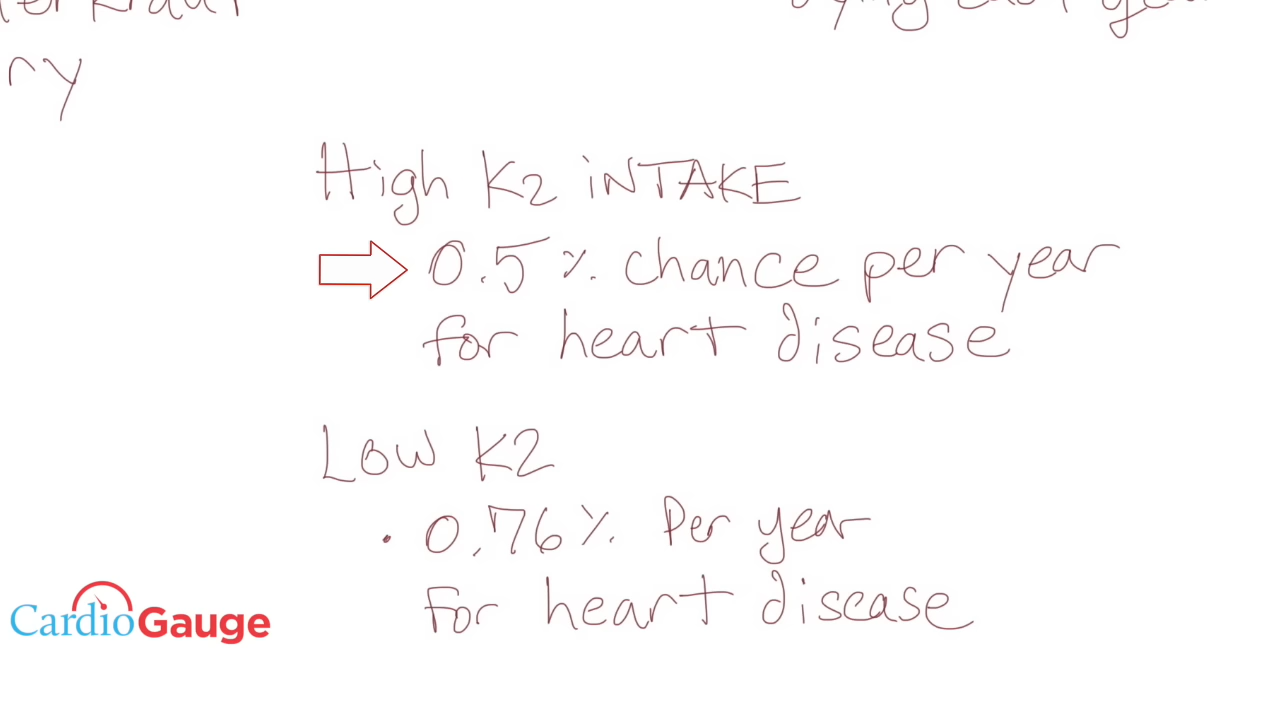 ry
High K2 iNTAKE
0.5% chance per year
for heart disease
Low K2
• 0.76% Per year
For heart disease
CardioGauge